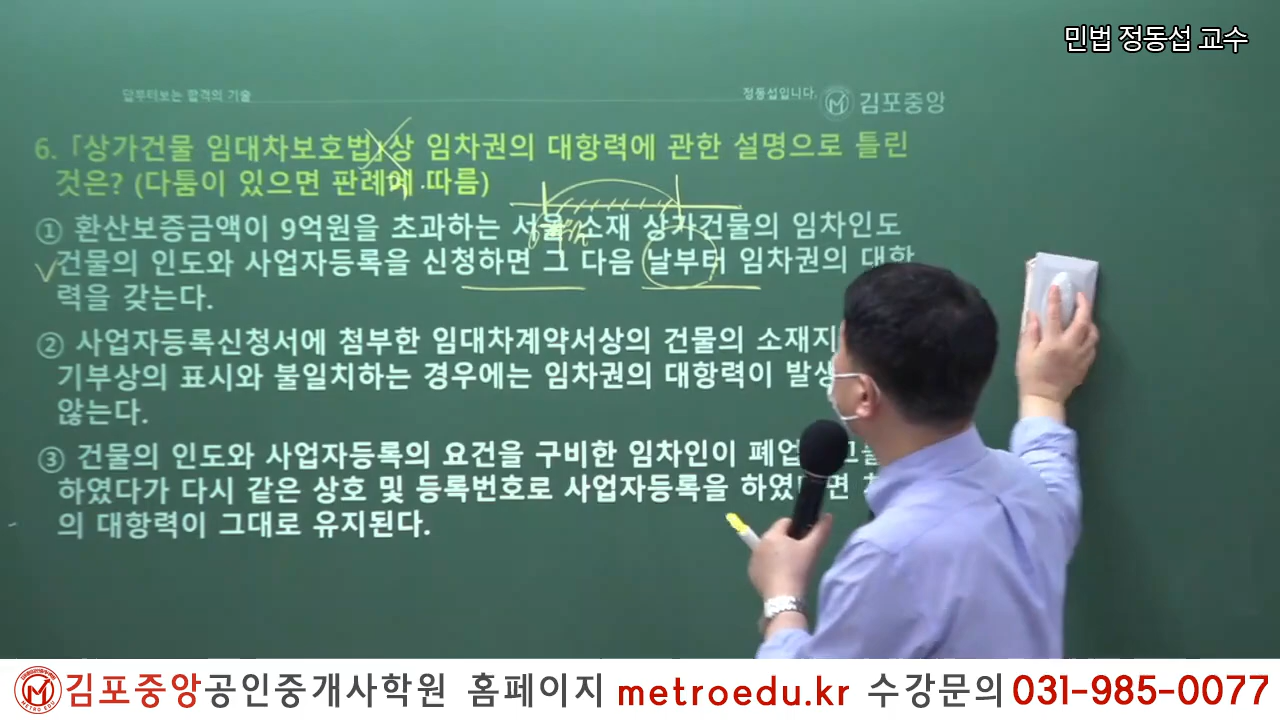 민법 정동섭 교수
답부터보는 합격의 기술
정동섭입니다.
김포중앙
6. 「상가건물 임대차보호법」상 임차권의 대항력에 관한 설명으로 틀린
것은? (다툼이 있으면 판례에 따름)
① 환산보증금액이 9억원을 초과하는 서울 소재 상가건물의 임차인도
건물의 인도와 사업자등록을 신청하면 그 다음 날부터 임차권의 대항
력을 갖는다.
② 사업자등록신청서에 첨부한 임대차계약서상의 건물의 소재지
기부상의 표시와 불일치하는 경우에는 임차권의 대항력이 발생
않는다.
③ 건물의 인도와 사업자등록의 요건을 구비한 임차인이 폐업
하였다가 다시 같은 상호 및 등록번호로 사업자등록을
의 대항력이 그대로 유지된다.
김포중앙공인중개사학원 홈페이지 metroedu.kr 수강문의 031-985-0077